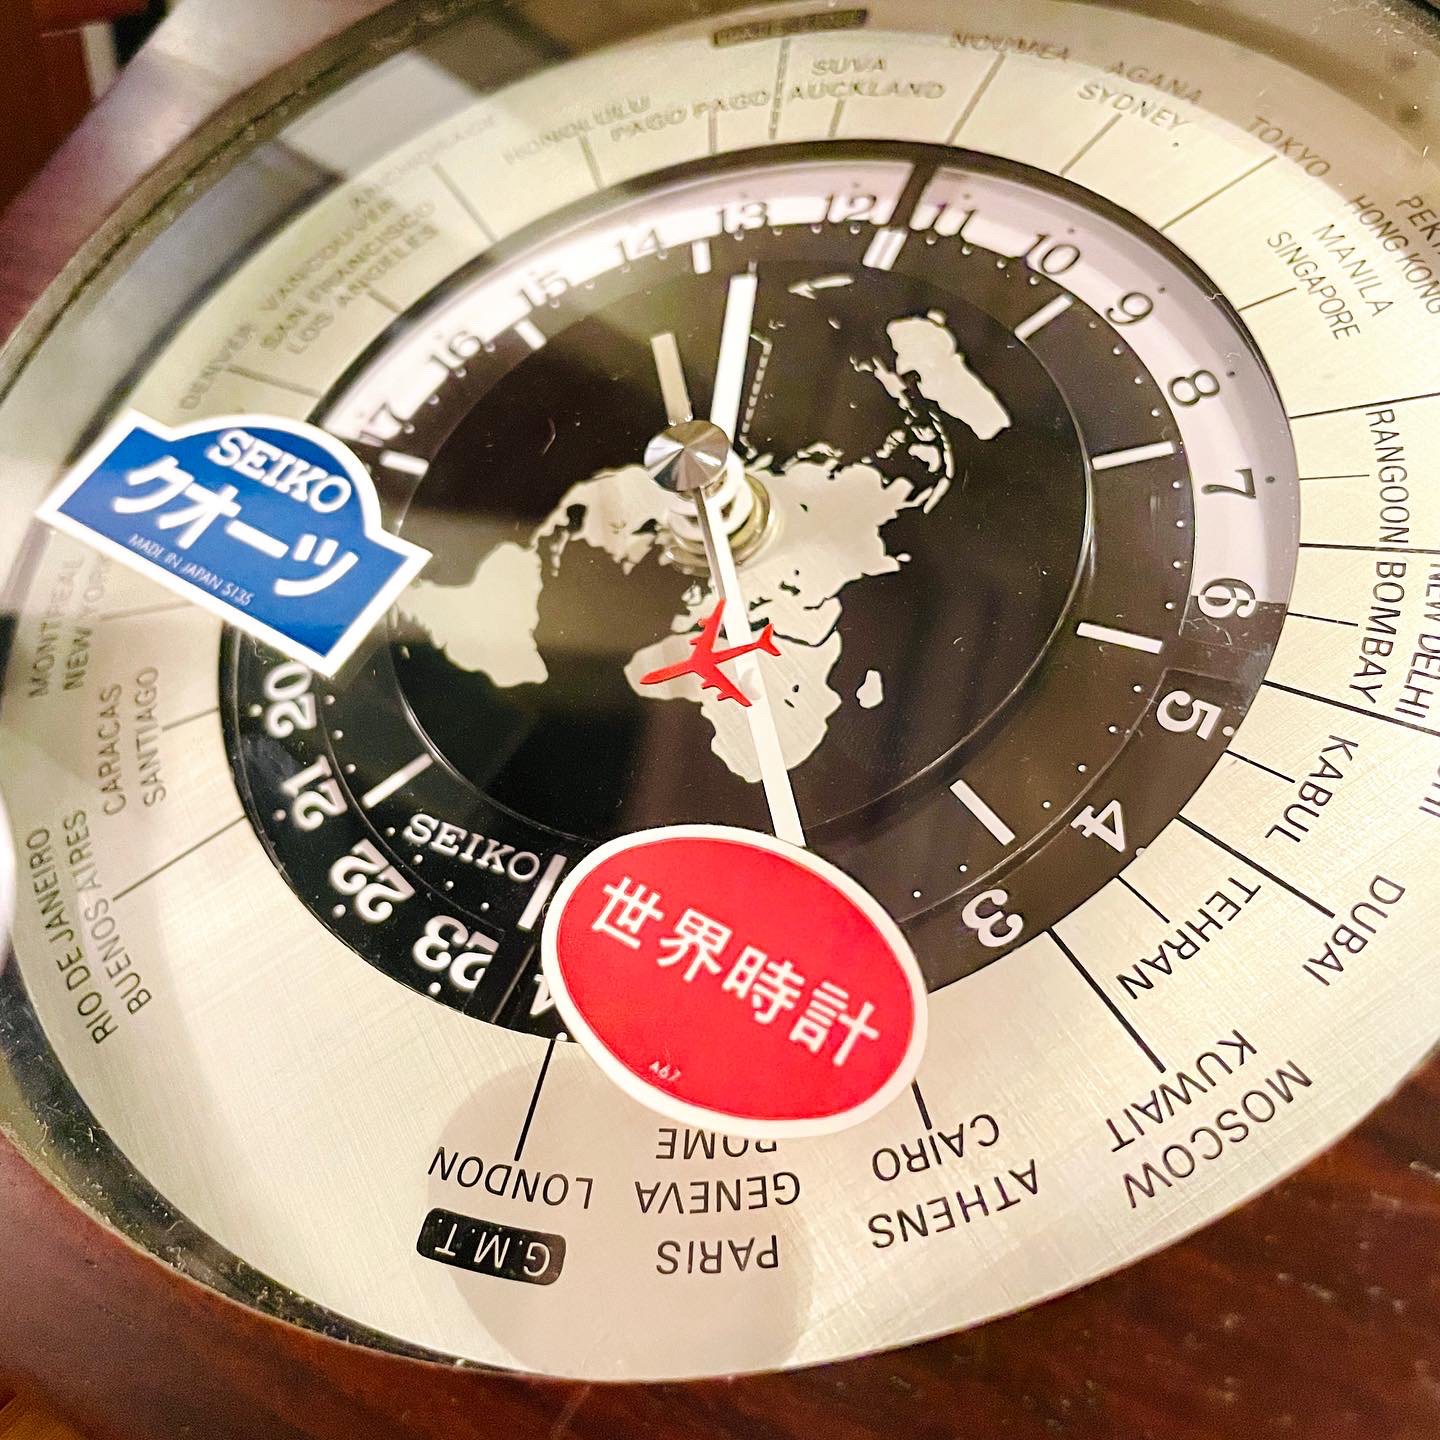 SUVA
AUCKLAND
NOUMEA
AGANA
SYDNEY
TOKYO
HONG KONG
MANILA
SINGAPORE
RANGOON
BOMBAY
NEW DELHI
KABUL
DUBAI
TEHRAN
KUWAIT
MOSCOW
CAIRO
ATHENS
ROME
GENEVA
PARIS
LONDON
G.M.T.
RIO DE JANEIRO
BUENOS AIRES
CARACAS
SANTIAGO
MONTREAL
NEW YORK
DENVER
VANCOUVER
SAN FRANCISCO
LOS ANGELES
HONOLULU
PAGO PAGO
17
16
15
14
13
12
11
10
9
8
7
6
5
4
3
23
22
21
20
SEIKO
SEIKO
クオーツ
MADE IN JAPAN 5135
世界時計
A67